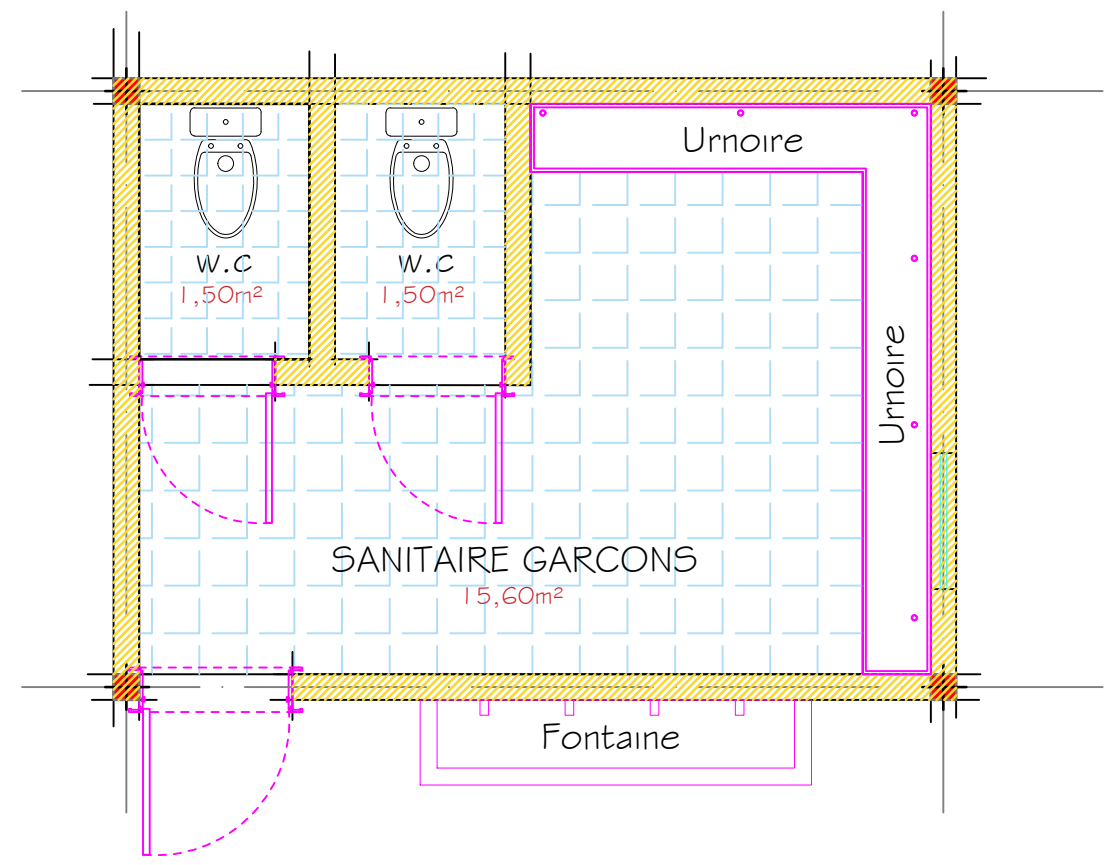 Urnoire
W.C
1,50m²
W.C
1,50m²
Urnoire
SANITAIRE GARCONS
15,60m²
Fontaine